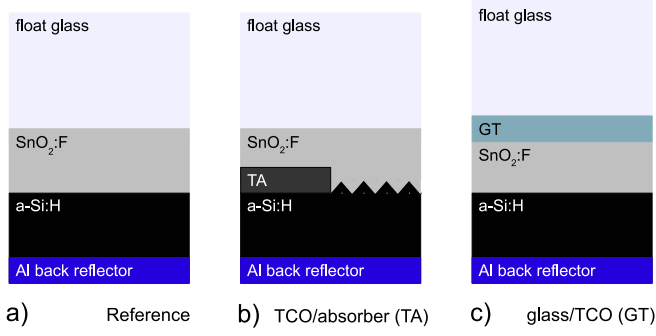 float glass
SnO₂:F
a-Si:H
Al back reflector
a) Reference
float glass
SnO₂:F
TA
a-Si:H
Al back reflector
b) TCO/absorber (TA)
float glass
GT
SnO₂:F
a-Si:H
Al back reflector
c) glass/TCO (GT)